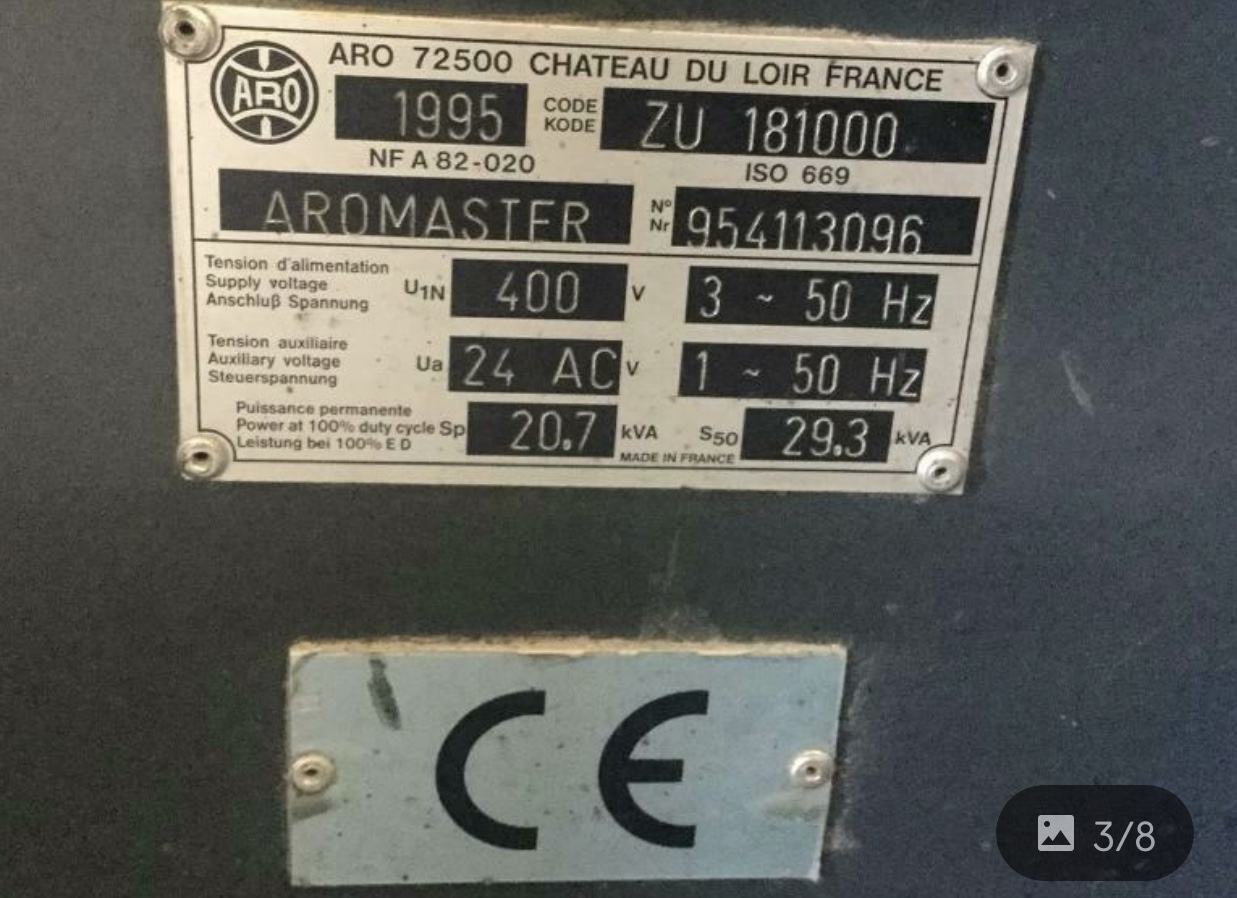 ARO 72500 CHATEAU DU LOIR FRANCE
ARO
1995 CODE KODE ZU 181000
NF A 82-020 ISO 669
AROMASTER Nº Nr 954113096
Tension d'alimentation
Supply voltage U1N 400 V 3 ~ 50 Hz
Anschluβ Spannung
Tension auxiliaire
Auxiliary voltage Ua 24 AC V 1 ~ 50 Hz
Steuerspannung
Puissance permanente
Power at 100% duty cycle Sp 20.7 kVA S50 29.3 kVA
Leistung bei 100% E D
MADE IN FRANCE
CE
3/8